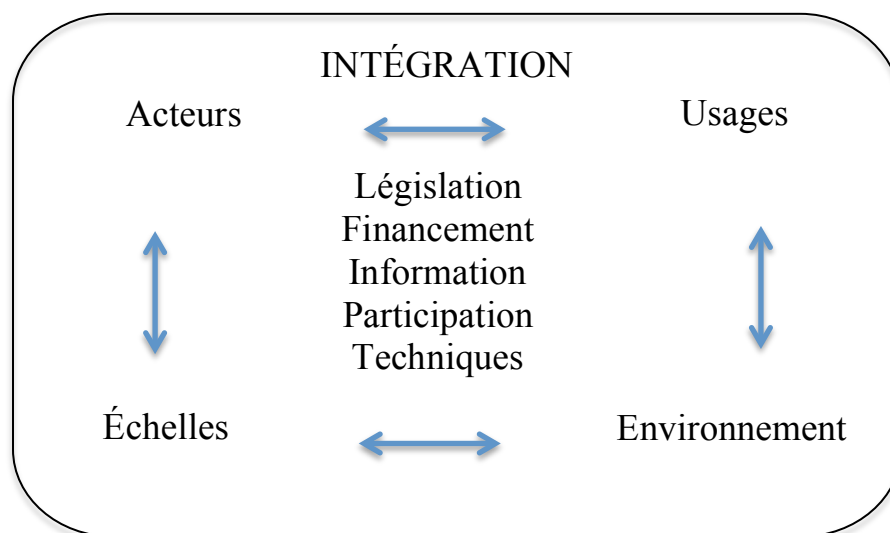 INTÉGRATION
Acteurs
Usages
Législation
Financement
Information
Participation
Techniques
Échelles
Environnement